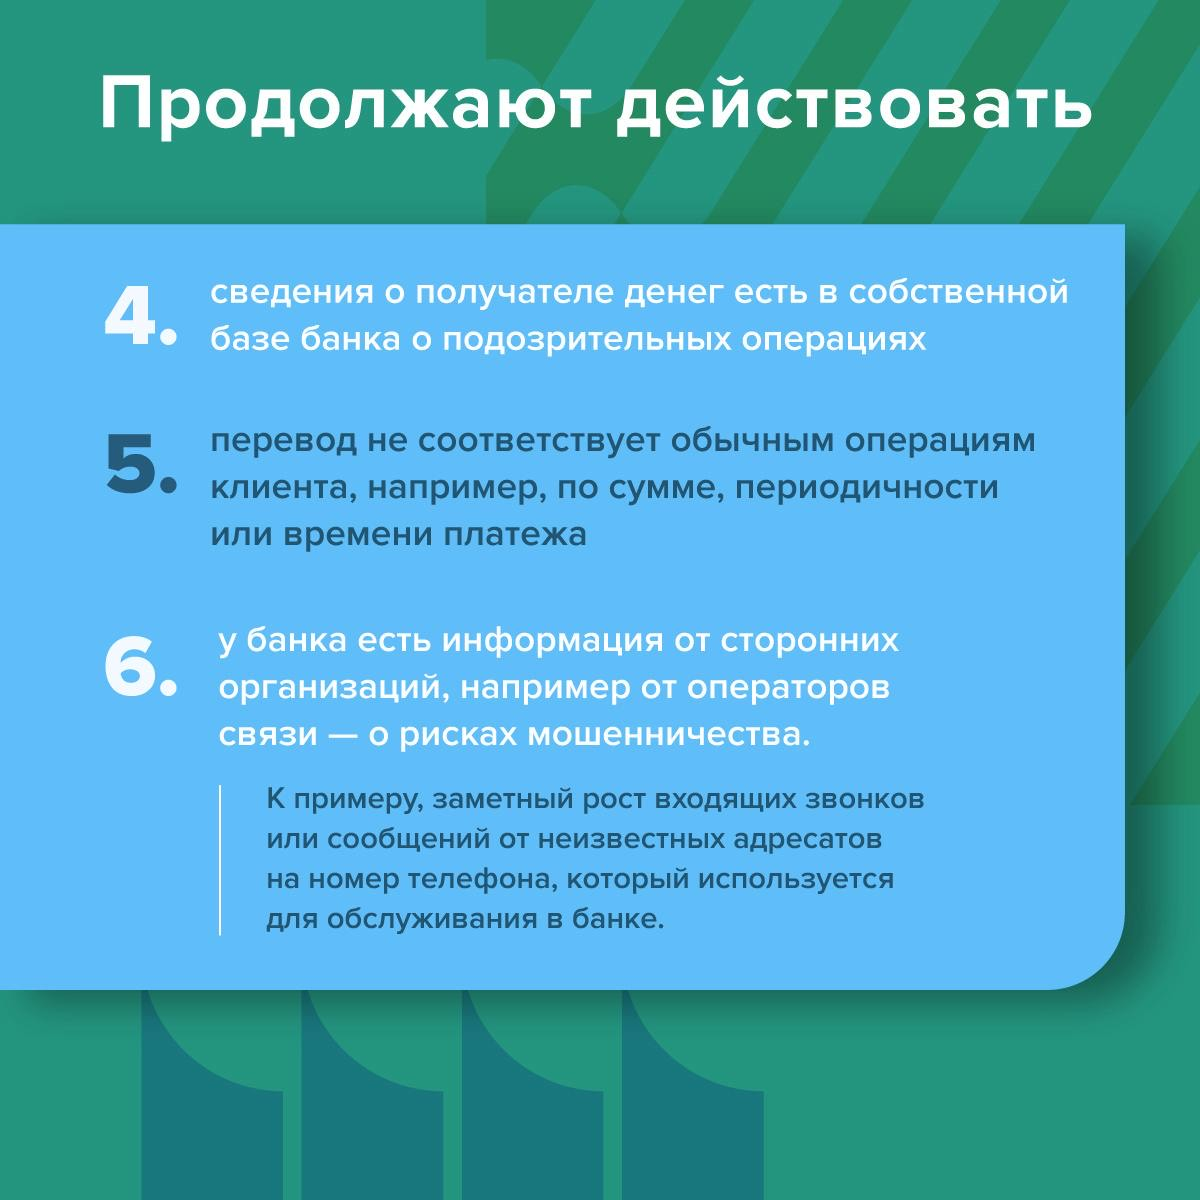 Продолжают действовать
4. сведения о получателе денег есть в собственной
базе банка о подозрительных операциях
5. перевод не соответствует обычным операциям
клиента, например, по сумме, периодичности
или времени платежа
6. у банка есть информация от сторонних
организаций, например от операторов
связи — о рисках мошенничества.
К примеру, заметный рост входящих звонков
или сообщений от неизвестных адресатов
на номер телефона, который используется
для обслуживания в банке.